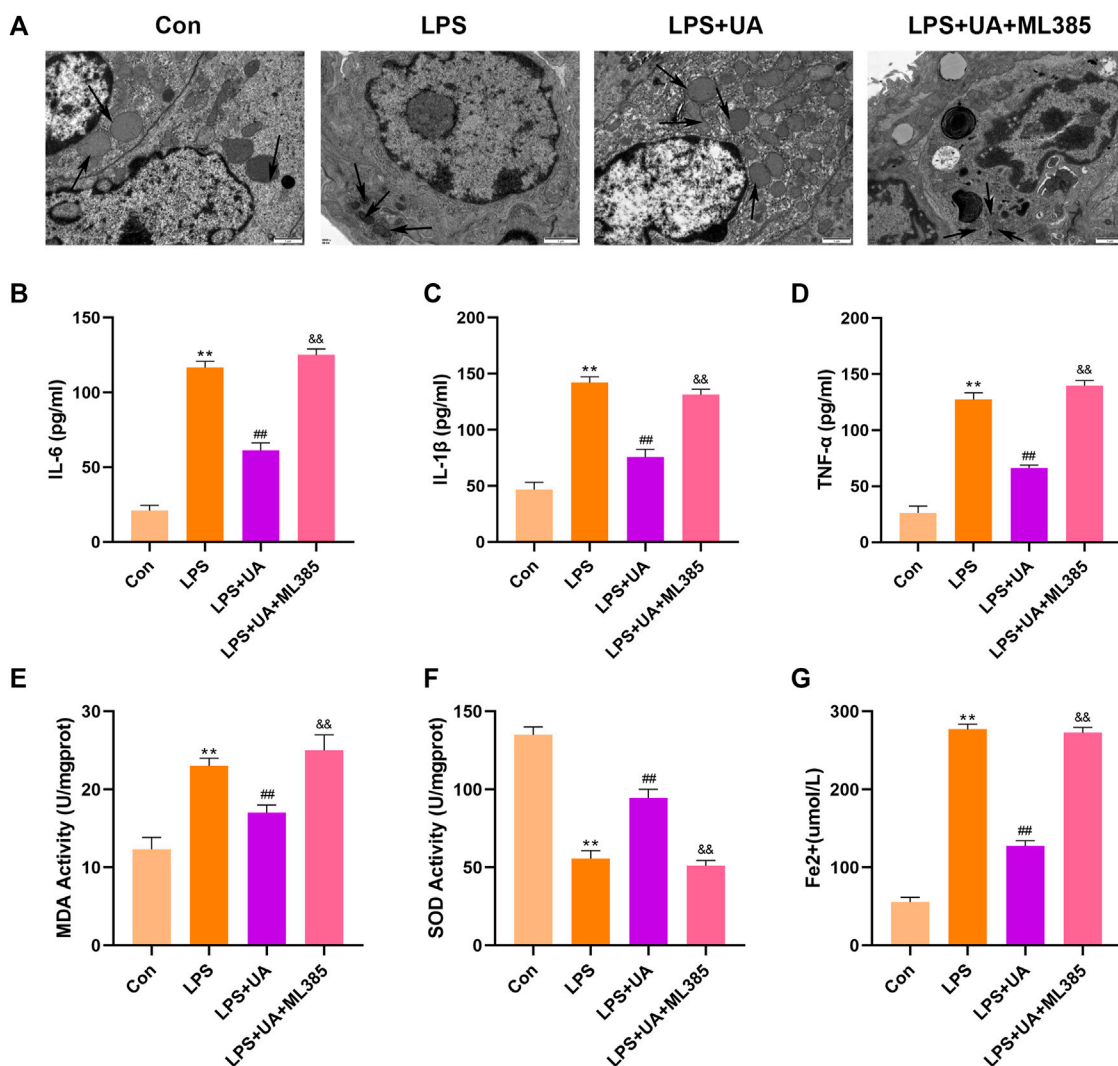 A
Con
LPS
LPS+UA
LPS+UA+ML385
B
IL-6 (pg/ml)
200
150
100
50
0
**
##
&&
Con
LPS
LPS+UA
LPS+UA+ML385
C
IL-1β (pg/ml)
200
150
100
50
0
**
##
&&
Con
LPS
LPS+UA
LPS+UA+ML385
D
TNF-α (pg/ml)
200
150
100
50
0
**
##
&&
Con
LPS
LPS+UA
LPS+UA+ML385
E
MDA Activity (U/mgprot)
30
20
10
0
**
##
&&
Con
LPS
LPS+UA
LPS+UA+ML385
F
SOD Activity (U/mgprot)
150
100
50
0
**
##
&&
Con
LPS
LPS+UA
LPS+UA+ML385
G
Fe2+(umol/L)
300
200
100
0
**
##
&&
Con
LPS
LPS+UA
LPS+UA+ML385